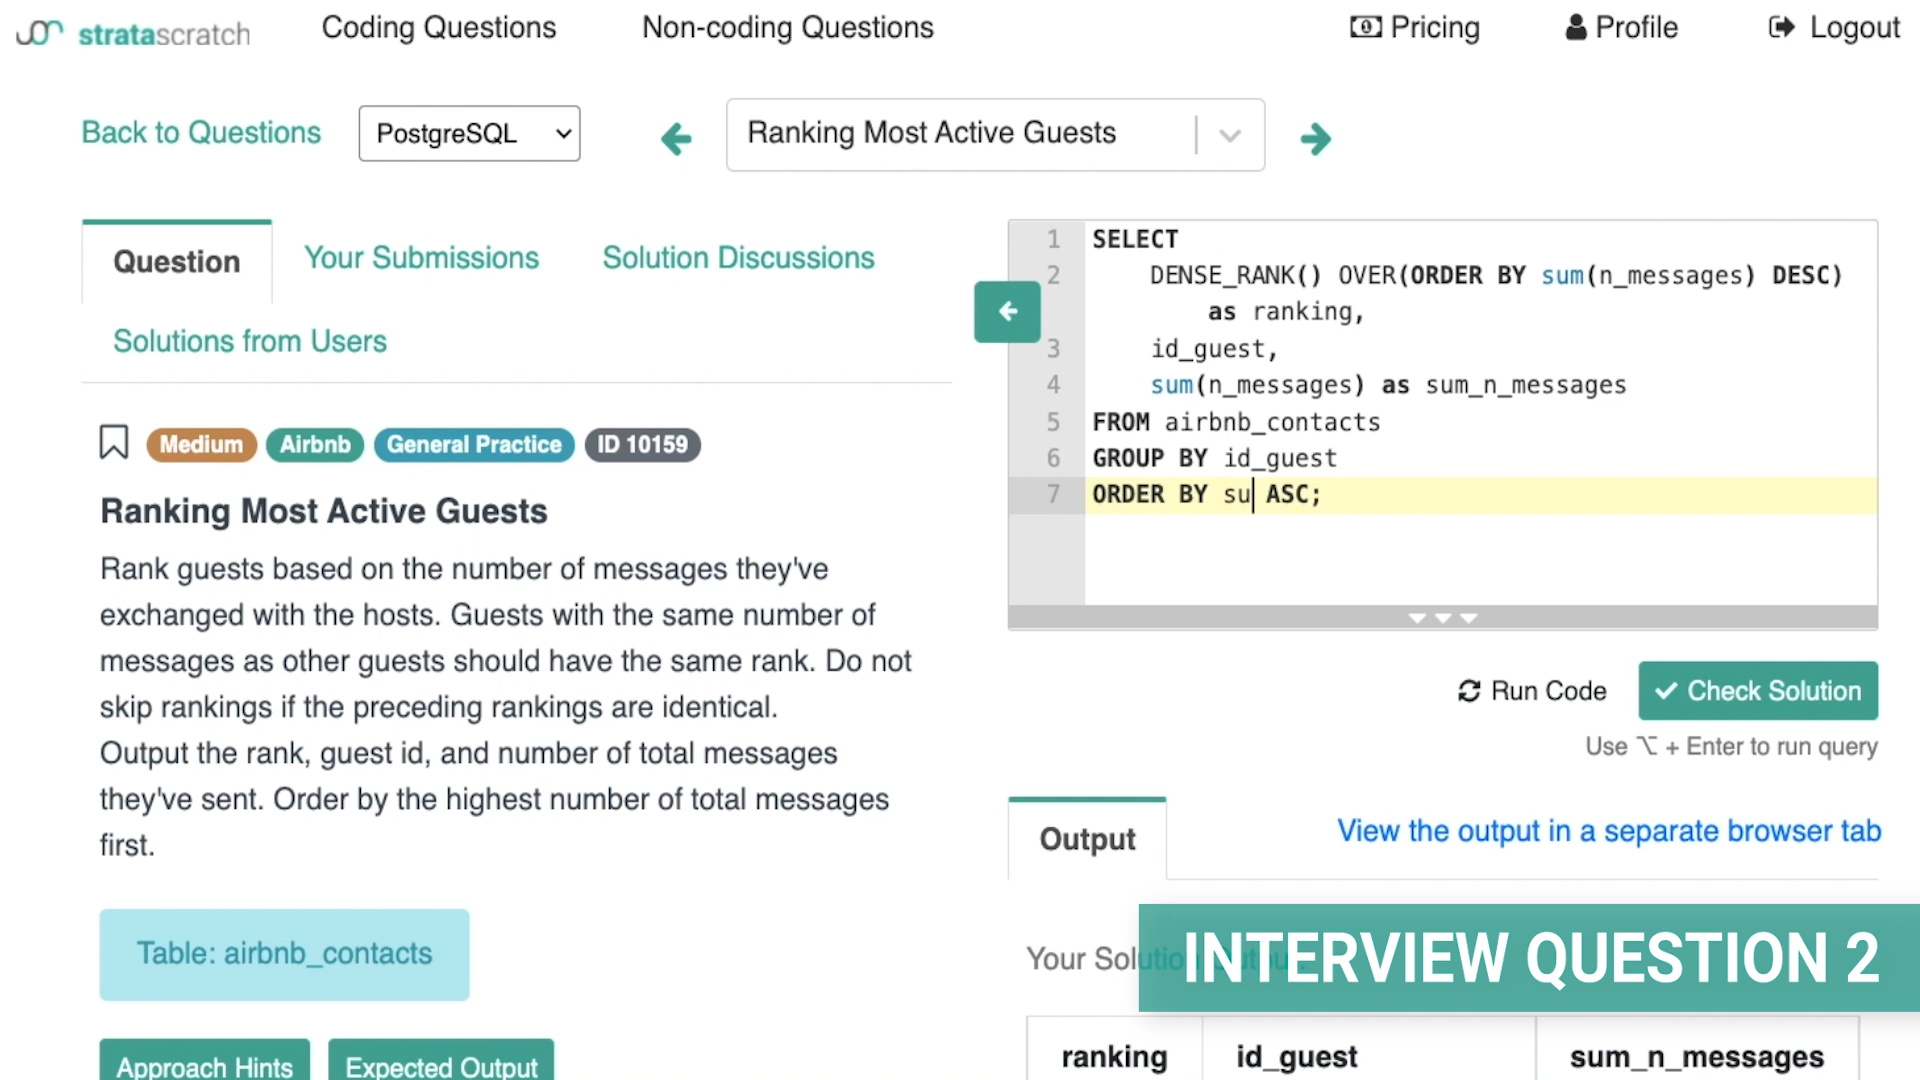 stratascratch
Coding Questions
Non-coding Questions
Pricing
Profile
Logout
Back to Questions
PostgreSQL
Ranking Most Active Guests
Question
Your Submissions
Solution Discussions
Solutions from Users
Medium
Airbnb
General Practice
ID 10159
Ranking Most Active Guests
Rank guests based on the number of messages they've
exchanged with the hosts. Guests with the same number of
messages as other guests should have the same rank. Do not
skip rankings if the preceding rankings are identical.
Output the rank, guest id, and number of total messages
they've sent. Order by the highest number of total messages
first.
Table: airbnb_contacts
Approach Hints
Expected Output
1 SELECT
2 DENSE_RANK() OVER(ORDER BY sum(n_messages) DESC)
as ranking,
3 id_guest,
4 sum(n_messages) as sum_n_messages
5 FROM airbnb_contacts
6 GROUP BY id_guest
7 ORDER BY su ASC;
Run Code
Check Solution
Use ⌥ + Enter to run query
Output
View the output in a separate browser tab
Your Solution
INTERVIEW QUESTION 2
ranking id_guest sum_n_messages